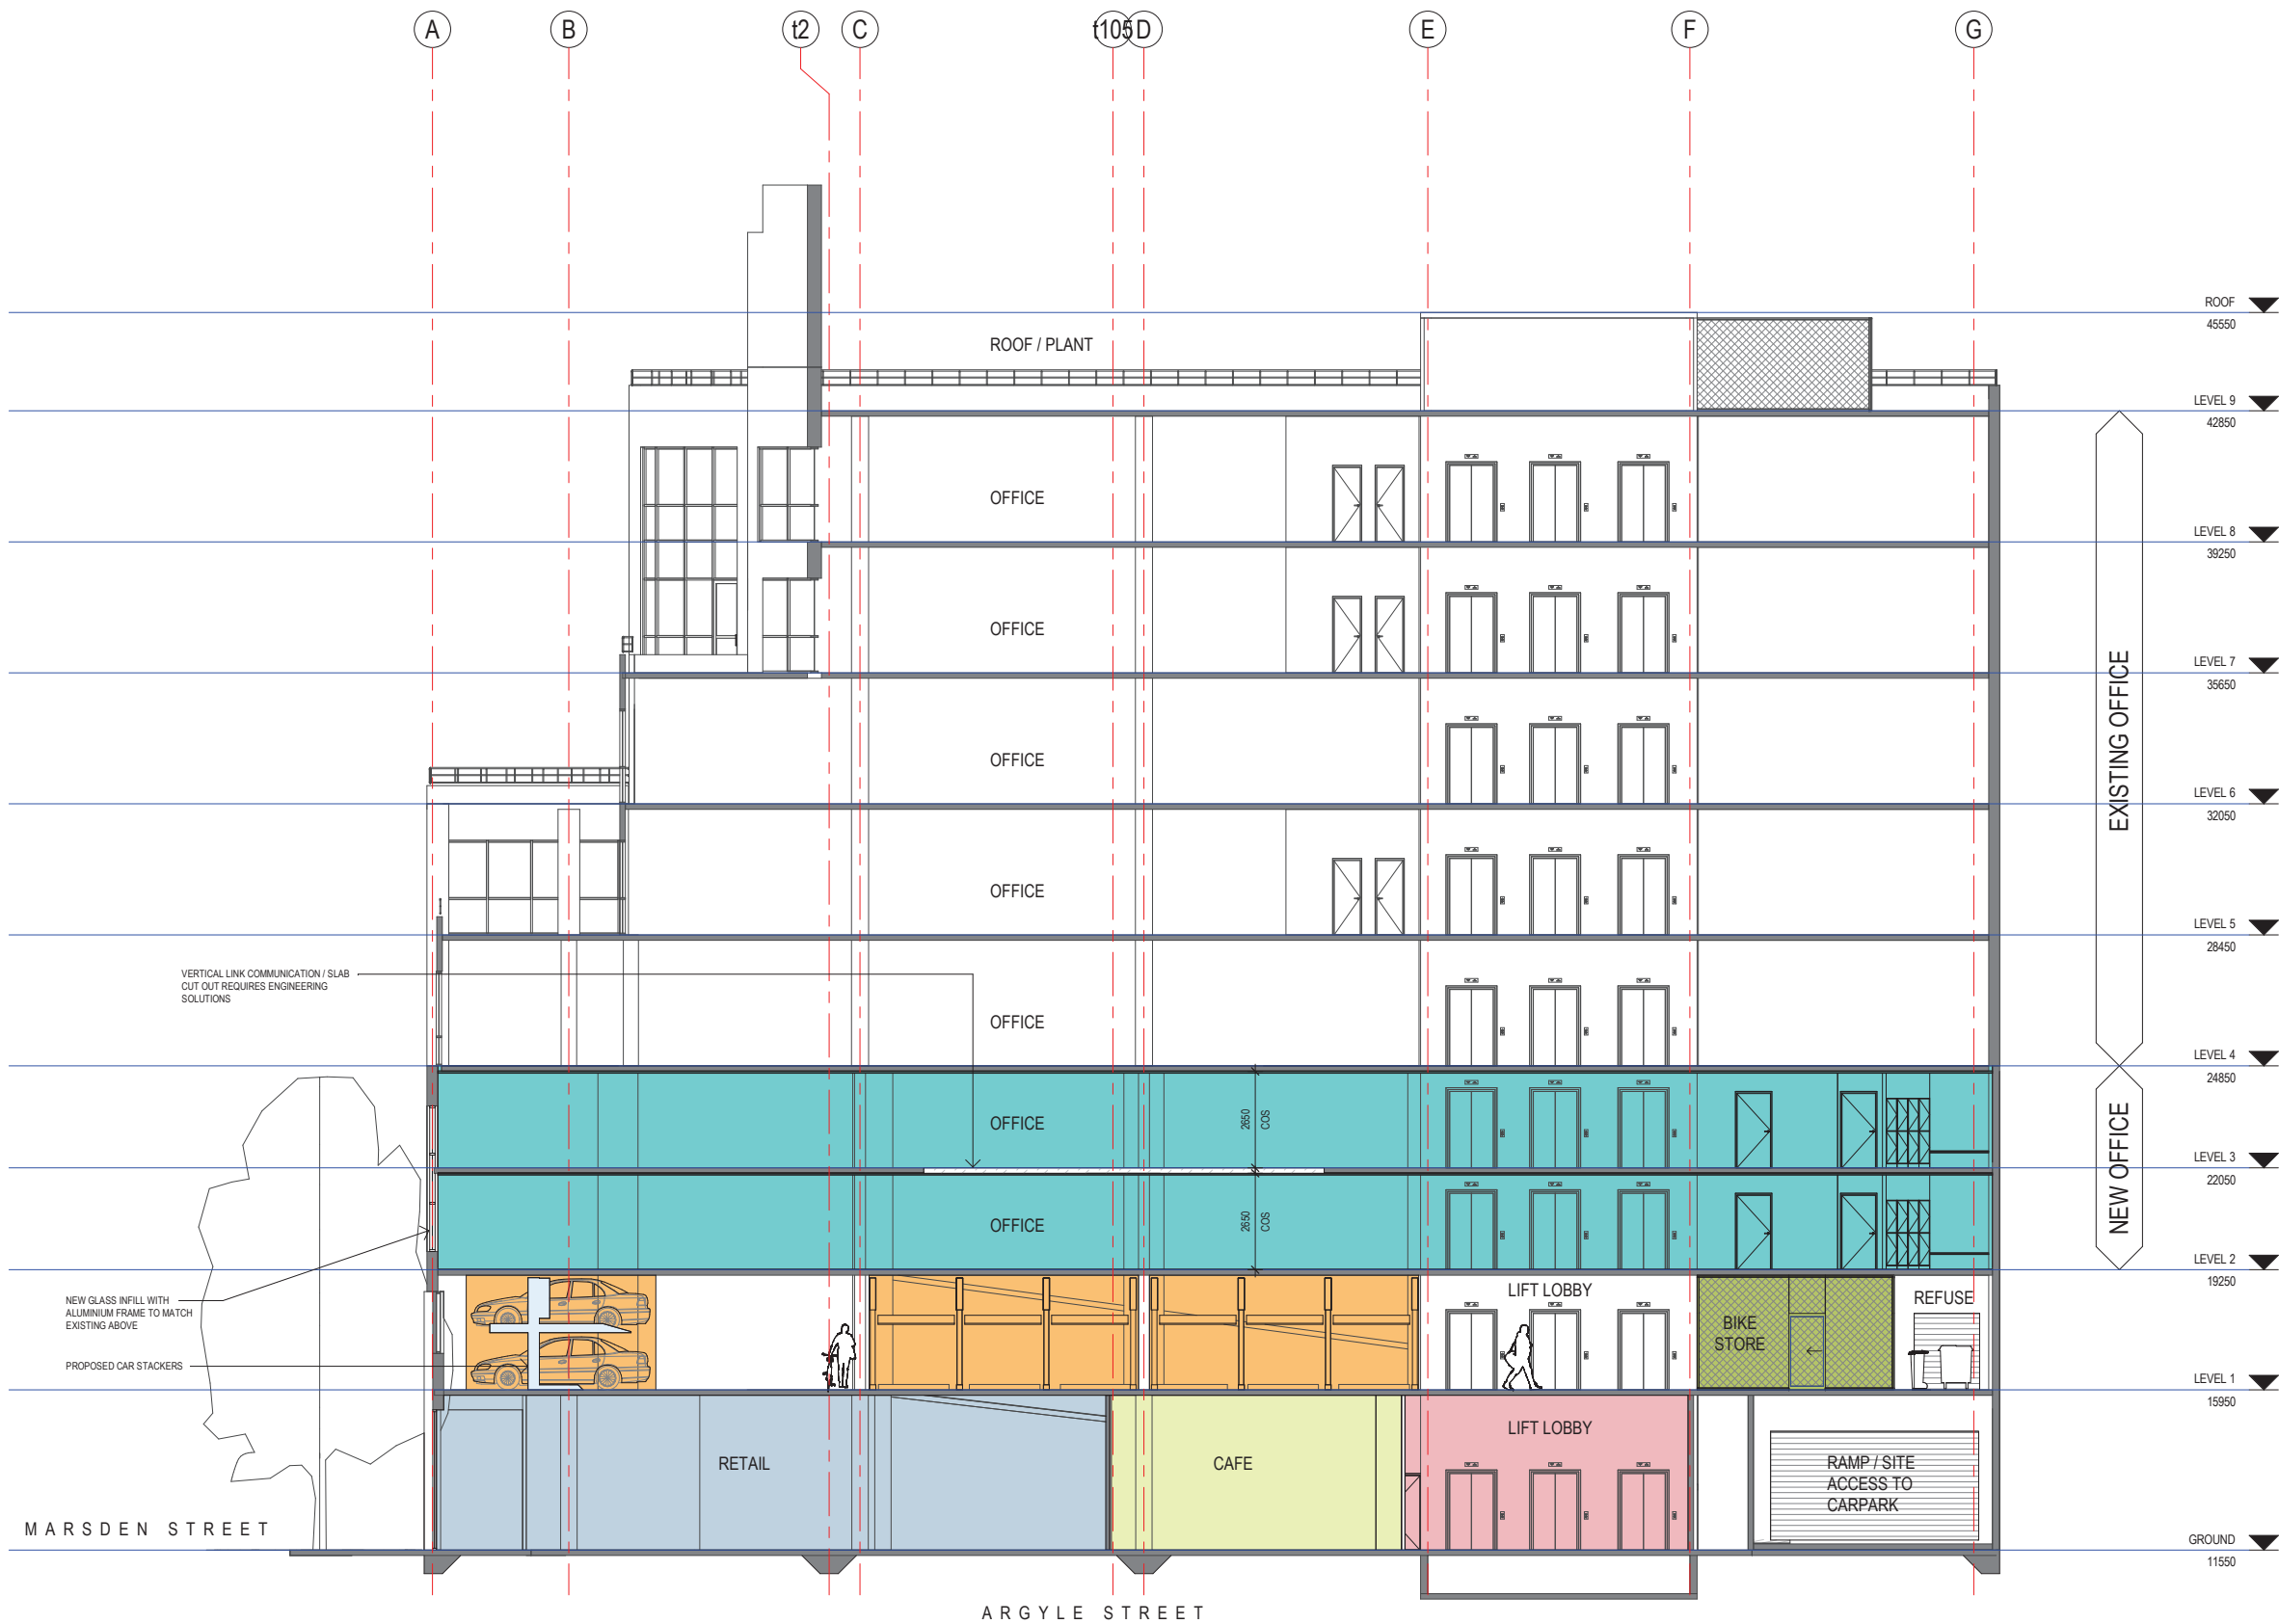 A
B
t2
C
t105
D
E
F
G
ROOF
45550
ROOF / PLANT
LEVEL 9
42850
OFFICE
LEVEL 8
39250
OFFICE
LEVEL 7
35650
EXISTING OFFICE
OFFICE
LEVEL 6
32050
OFFICE
LEVEL 5
28450
VERTICAL LINK COMMUNICATION / SLAB
CUT OUT REQUIRES ENGINEERING
SOLUTIONS
OFFICE
LEVEL 4
24850
OFFICE
2650
COS
LEVEL 3
22050
NEW OFFICE
OFFICE
2650
COS
LEVEL 2
19250
NEW GLASS INFILL WITH
ALUMINIUM FRAME TO MATCH
EXISTING ABOVE
LIFT LOBBY
BIKE
STORE
REFUSE
PROPOSED CAR STACKERS
LEVEL 1
15950
RETAIL
CAFE
LIFT LOBBY
RAMP / SITE
ACCESS TO
CARPARK
MARSDEN STREET
GROUND
11550
ARGYLE STREET